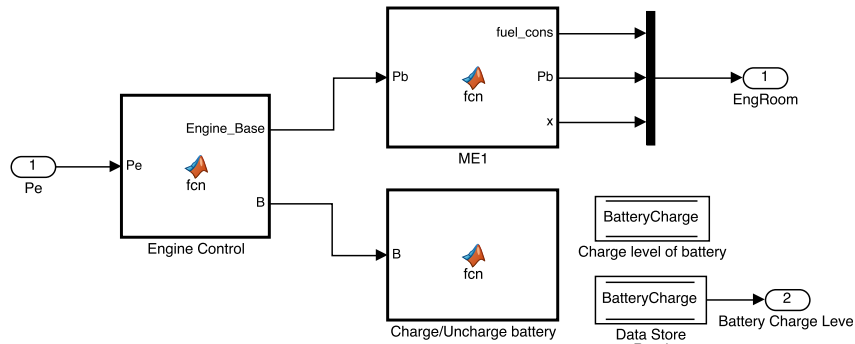 1
Pe
Pe
fcn
Engine_Base
B
Engine Control
Pb
fcn
fuel_cons
Pb
x
ME1
1
EngRoom
B
fcn
Charge/Uncharge battery
BatteryCharge
Charge level of battery
BatteryCharge
Data Store
2
Battery Charge Leve